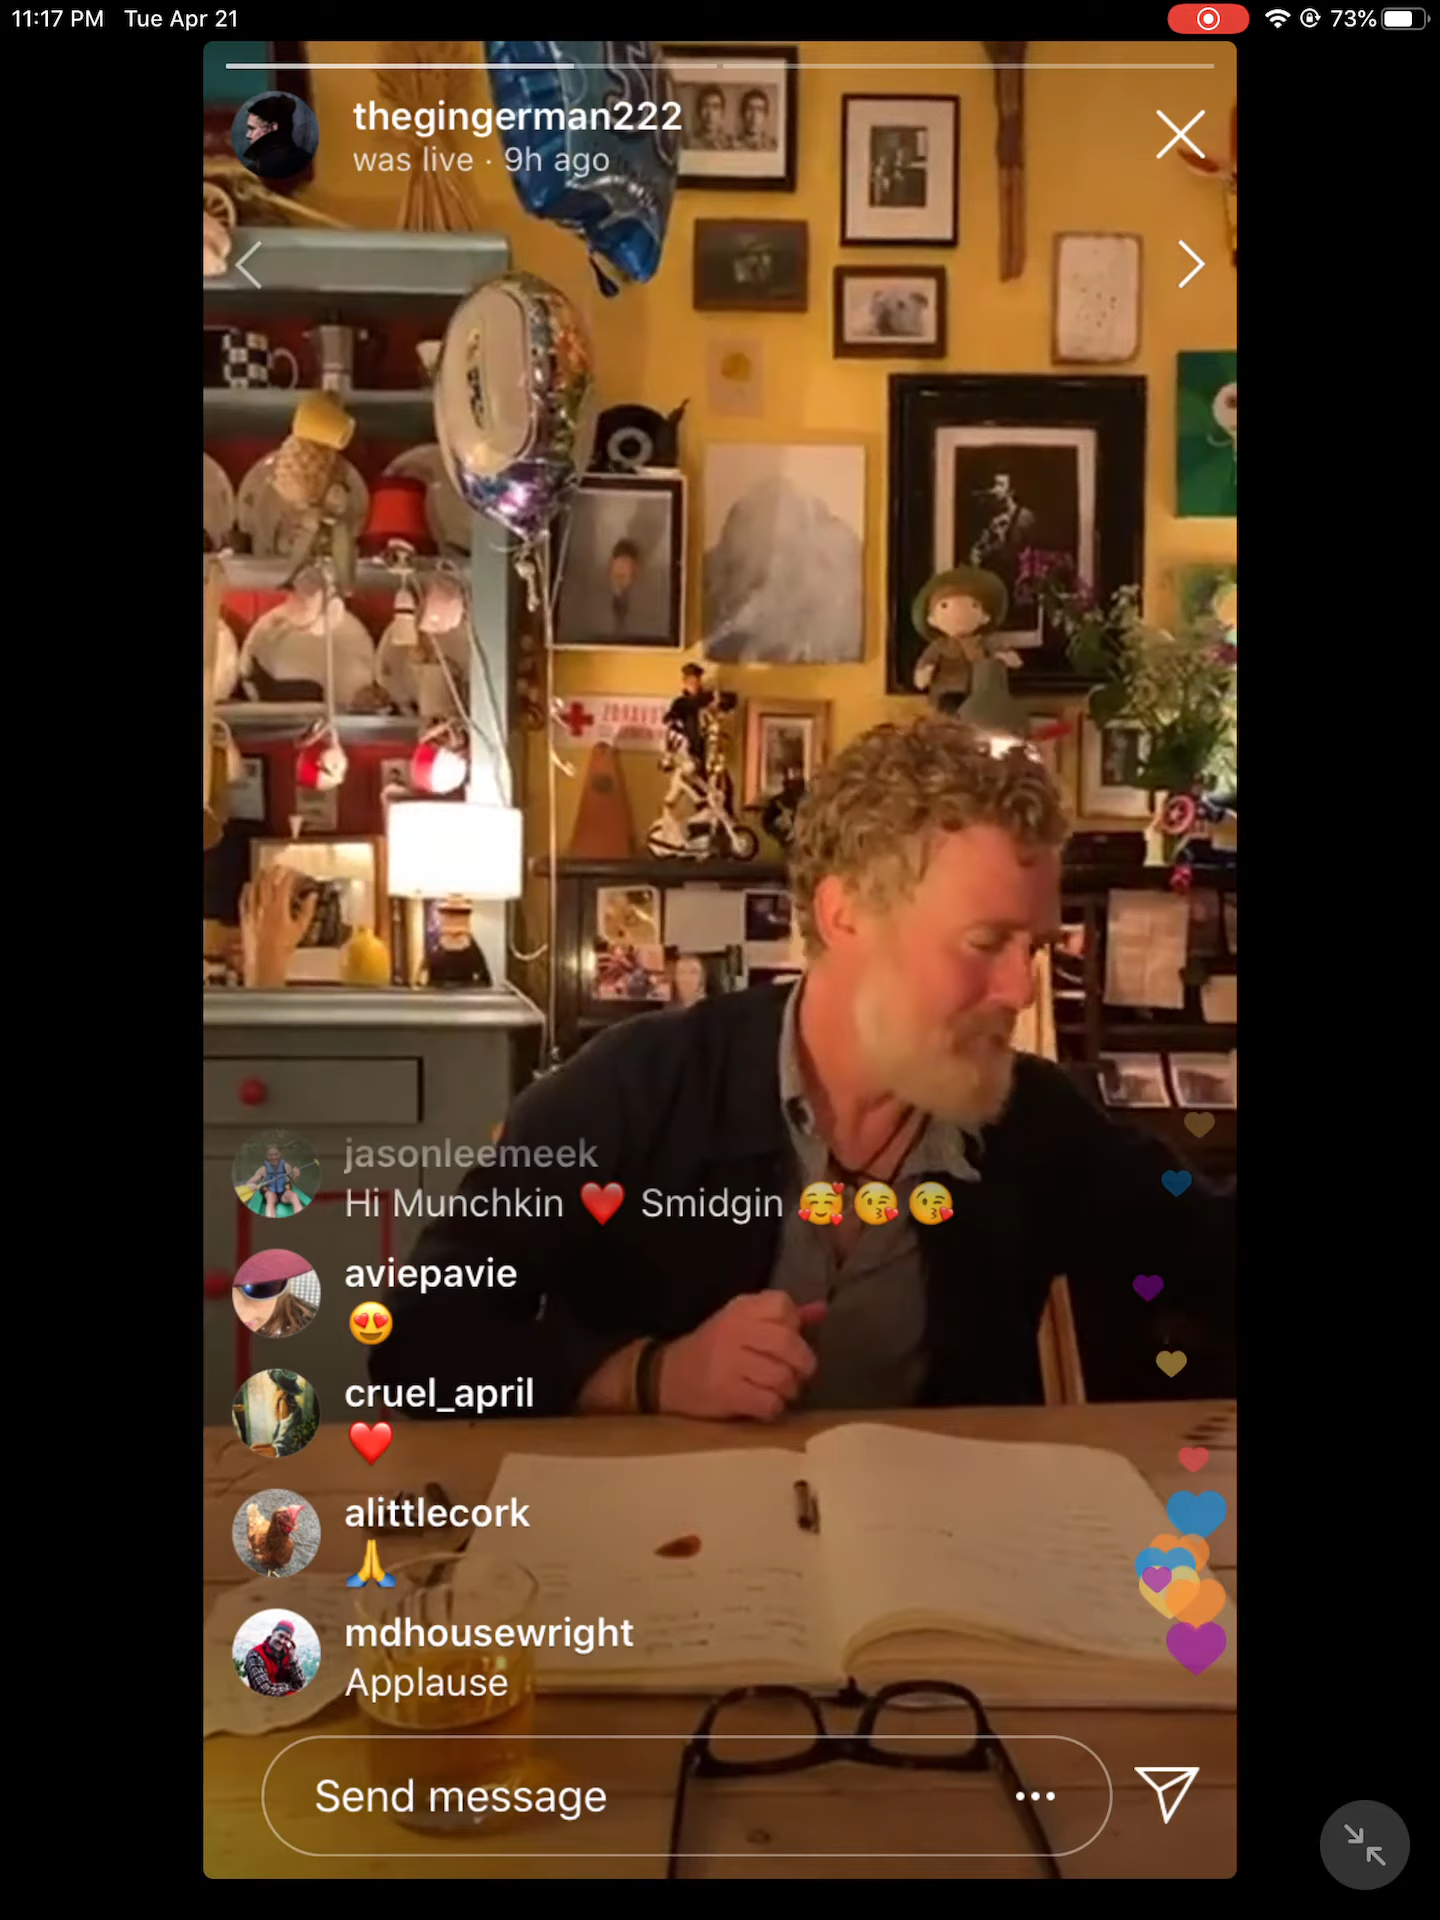 11:17 PM Tue Apr 21
73%
thegingerman222
was live · 9h ago
jasonleemeek
Hi Munchkin ❤️ Smidgin 🥰😘😘
aviepavie
😍
cruel_april
❤️
alittlecork
🙏
mdhousewright
Applause
Send message